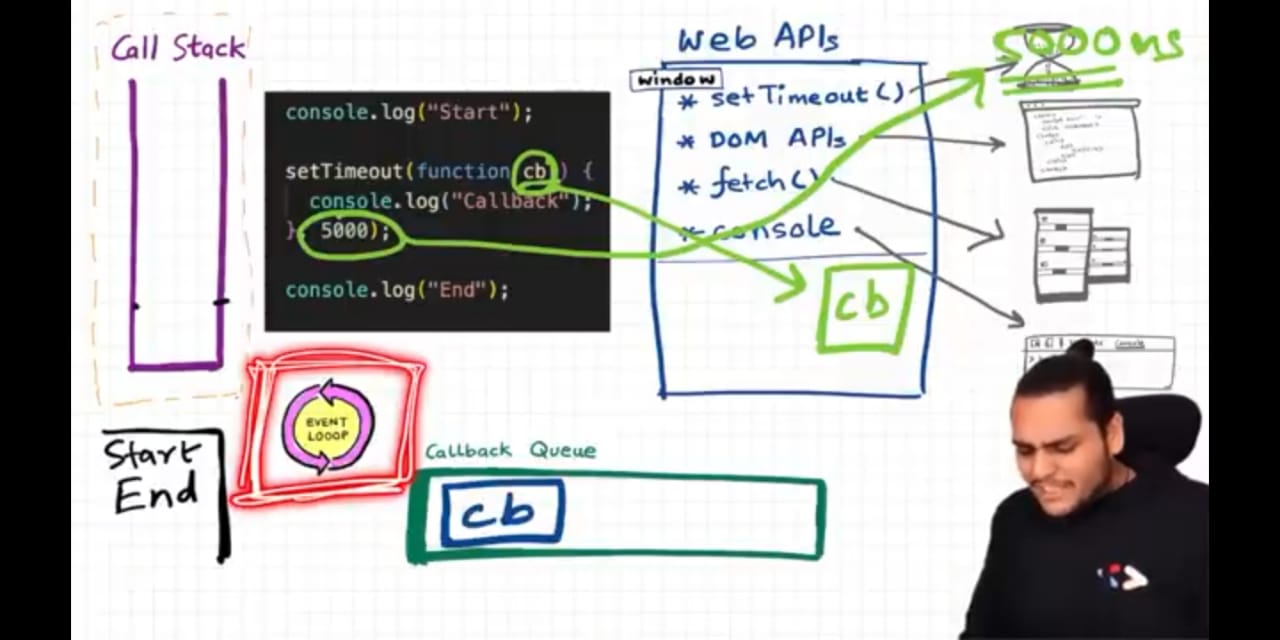 Call Stack
console.log("Start");
setTimeout(function cb() {
console.log("Callback");
}, 5000);
console.log("End");
Web APIs
window
* setTimeout()
* DOM APIs
* fetch()
* console
cb
5000ms
Console
EVENT
LOOOP
Start
End
Callback Queue
cb